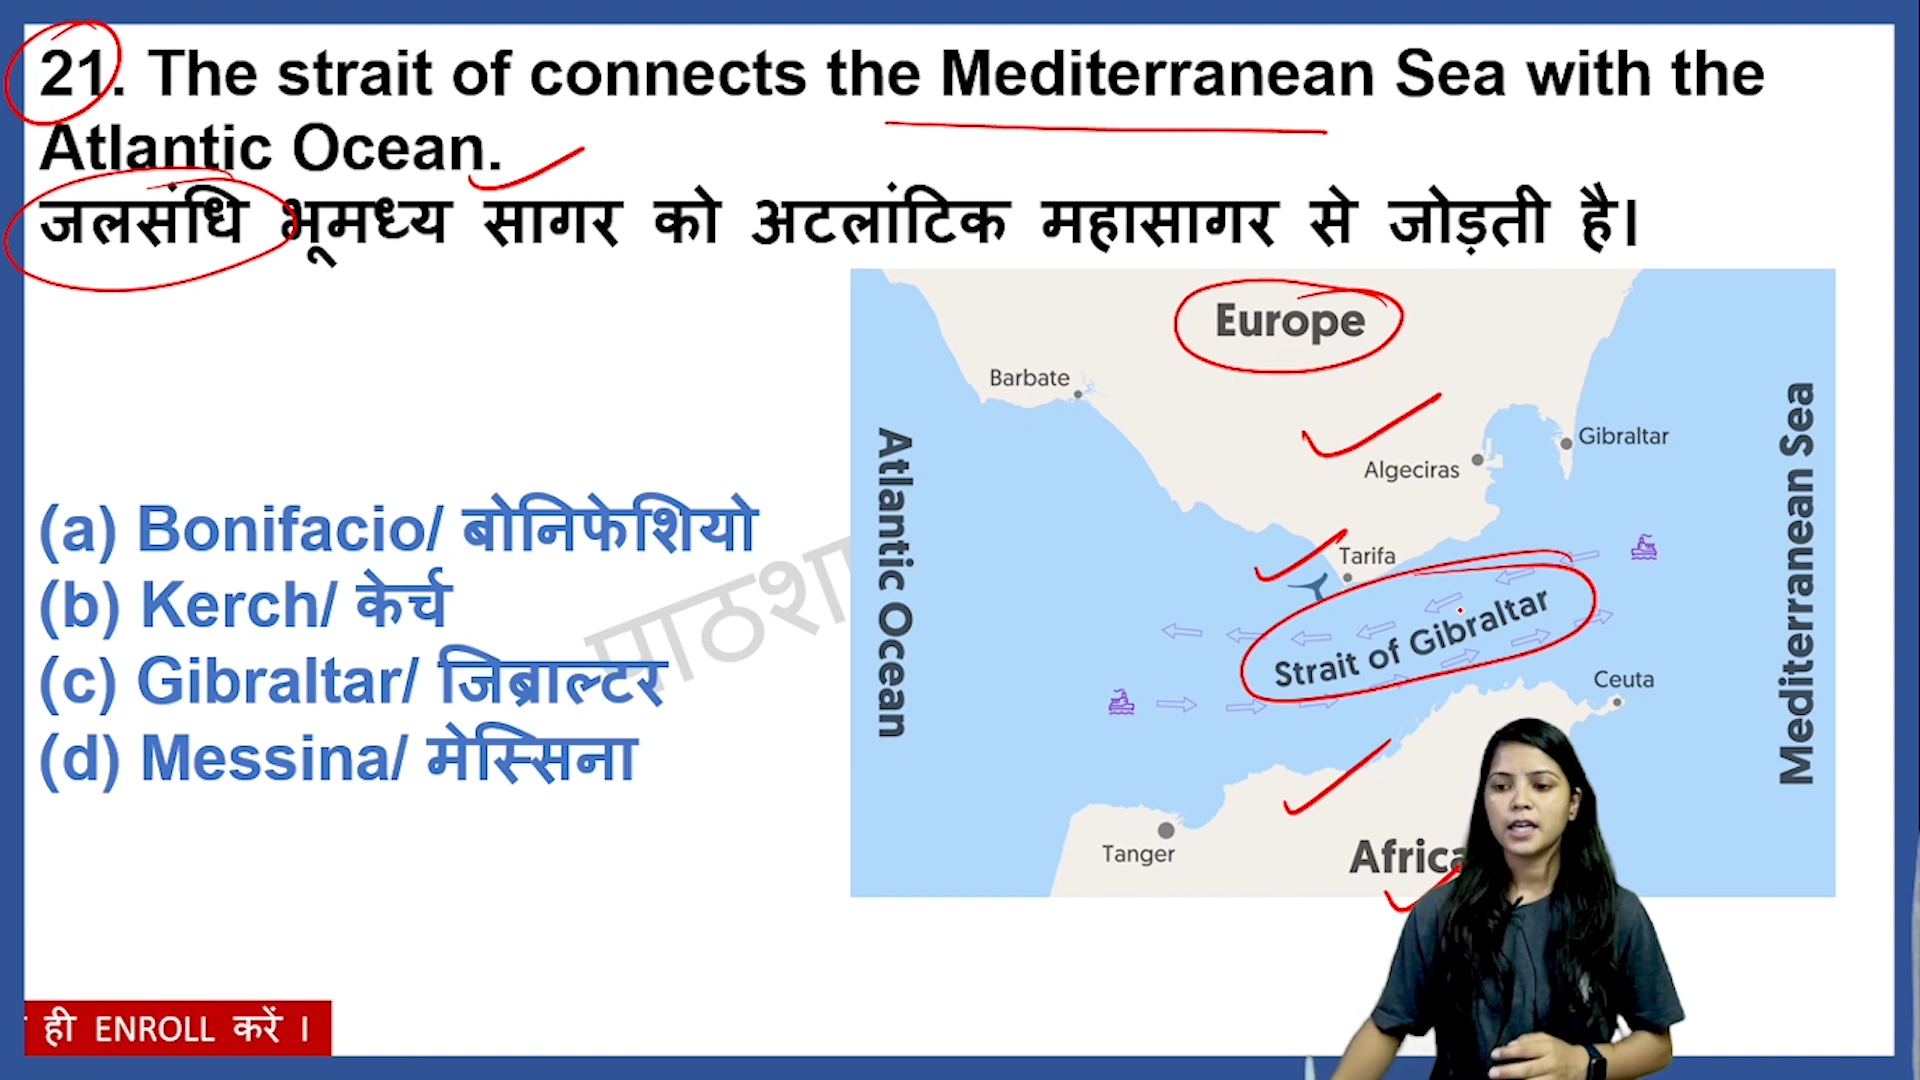 21. The strait of connects the Mediterranean Sea with the
Atlantic Ocean.
जलसंधि भूमध्य सागर को अटलांटिक महासागर से जोड़ती है।
(a) Bonifacio/ बोनिफेशियो
(b) Kerch/ केर्च
(c) Gibraltar/ जिब्राल्टर
(d) Messina/ मेस्सिना
Europe
Barbate
Gibraltar
Algeciras
Tarifa
Atlantic Ocean
Mediterranean Sea
Strait of Gibraltar
Ceuta
Tanger
Africa
ही ENROLL करें ।